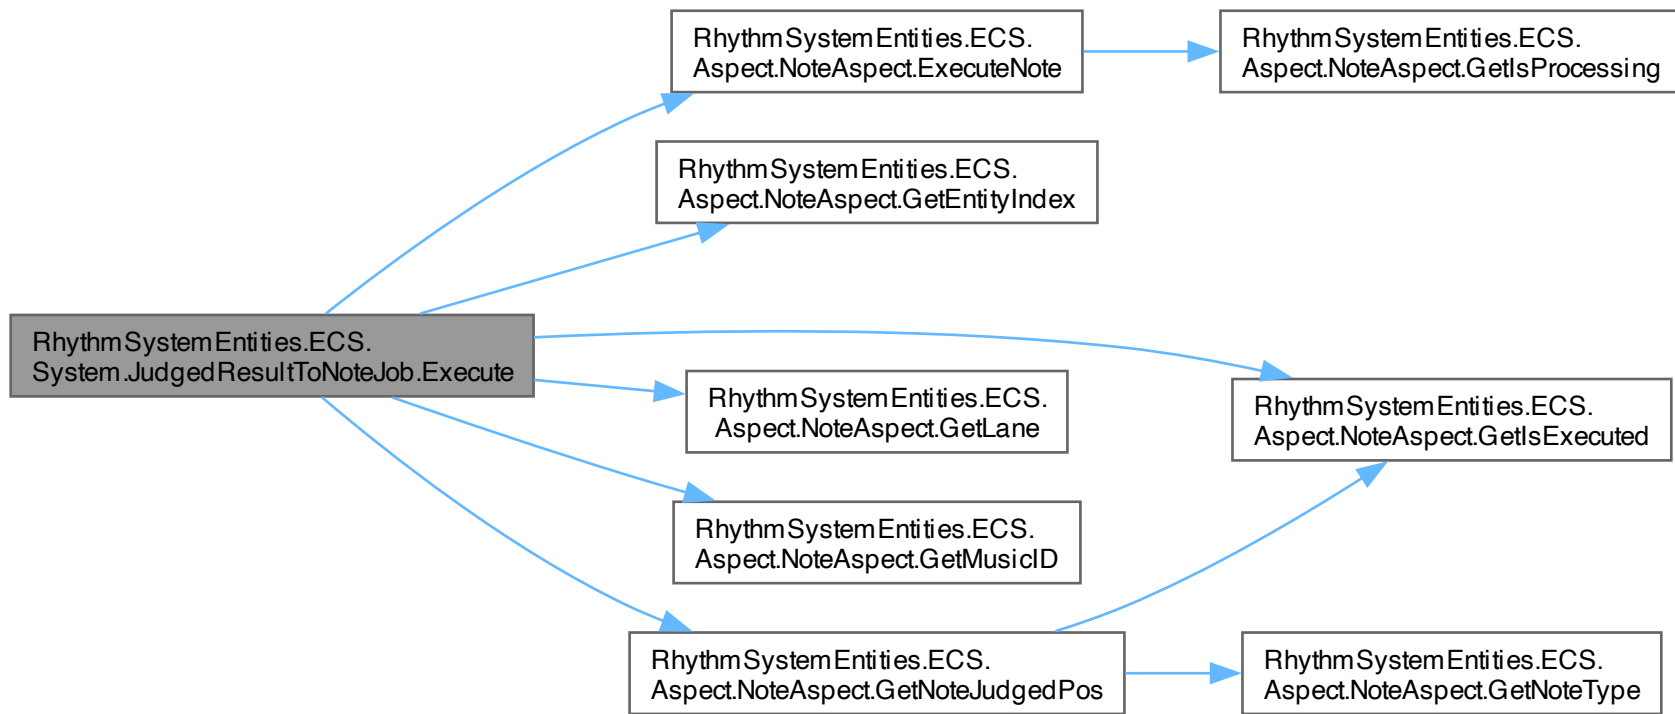 RhythmSystemEntities.ECS.
Aspect.NoteAspect.ExecuteNote
RhythmSystemEntities.ECS.
Aspect.NoteAspect.GetIsProcessing
RhythmSystemEntities.ECS.
Aspect.NoteAspect.GetEntityIndex
RhythmSystemEntities.ECS.
System.JudgedResultToNoteJob.Execute
RhythmSystemEntities.ECS.
Aspect.NoteAspect.GetLane
RhythmSystemEntities.ECS.
Aspect.NoteAspect.GetIsExecuted
RhythmSystemEntities.ECS.
Aspect.NoteAspect.GetMusicID
RhythmSystemEntities.ECS.
Aspect.NoteAspect.GetNoteJudgedPos
RhythmSystemEntities.ECS.
Aspect.NoteAspect.GetNoteType